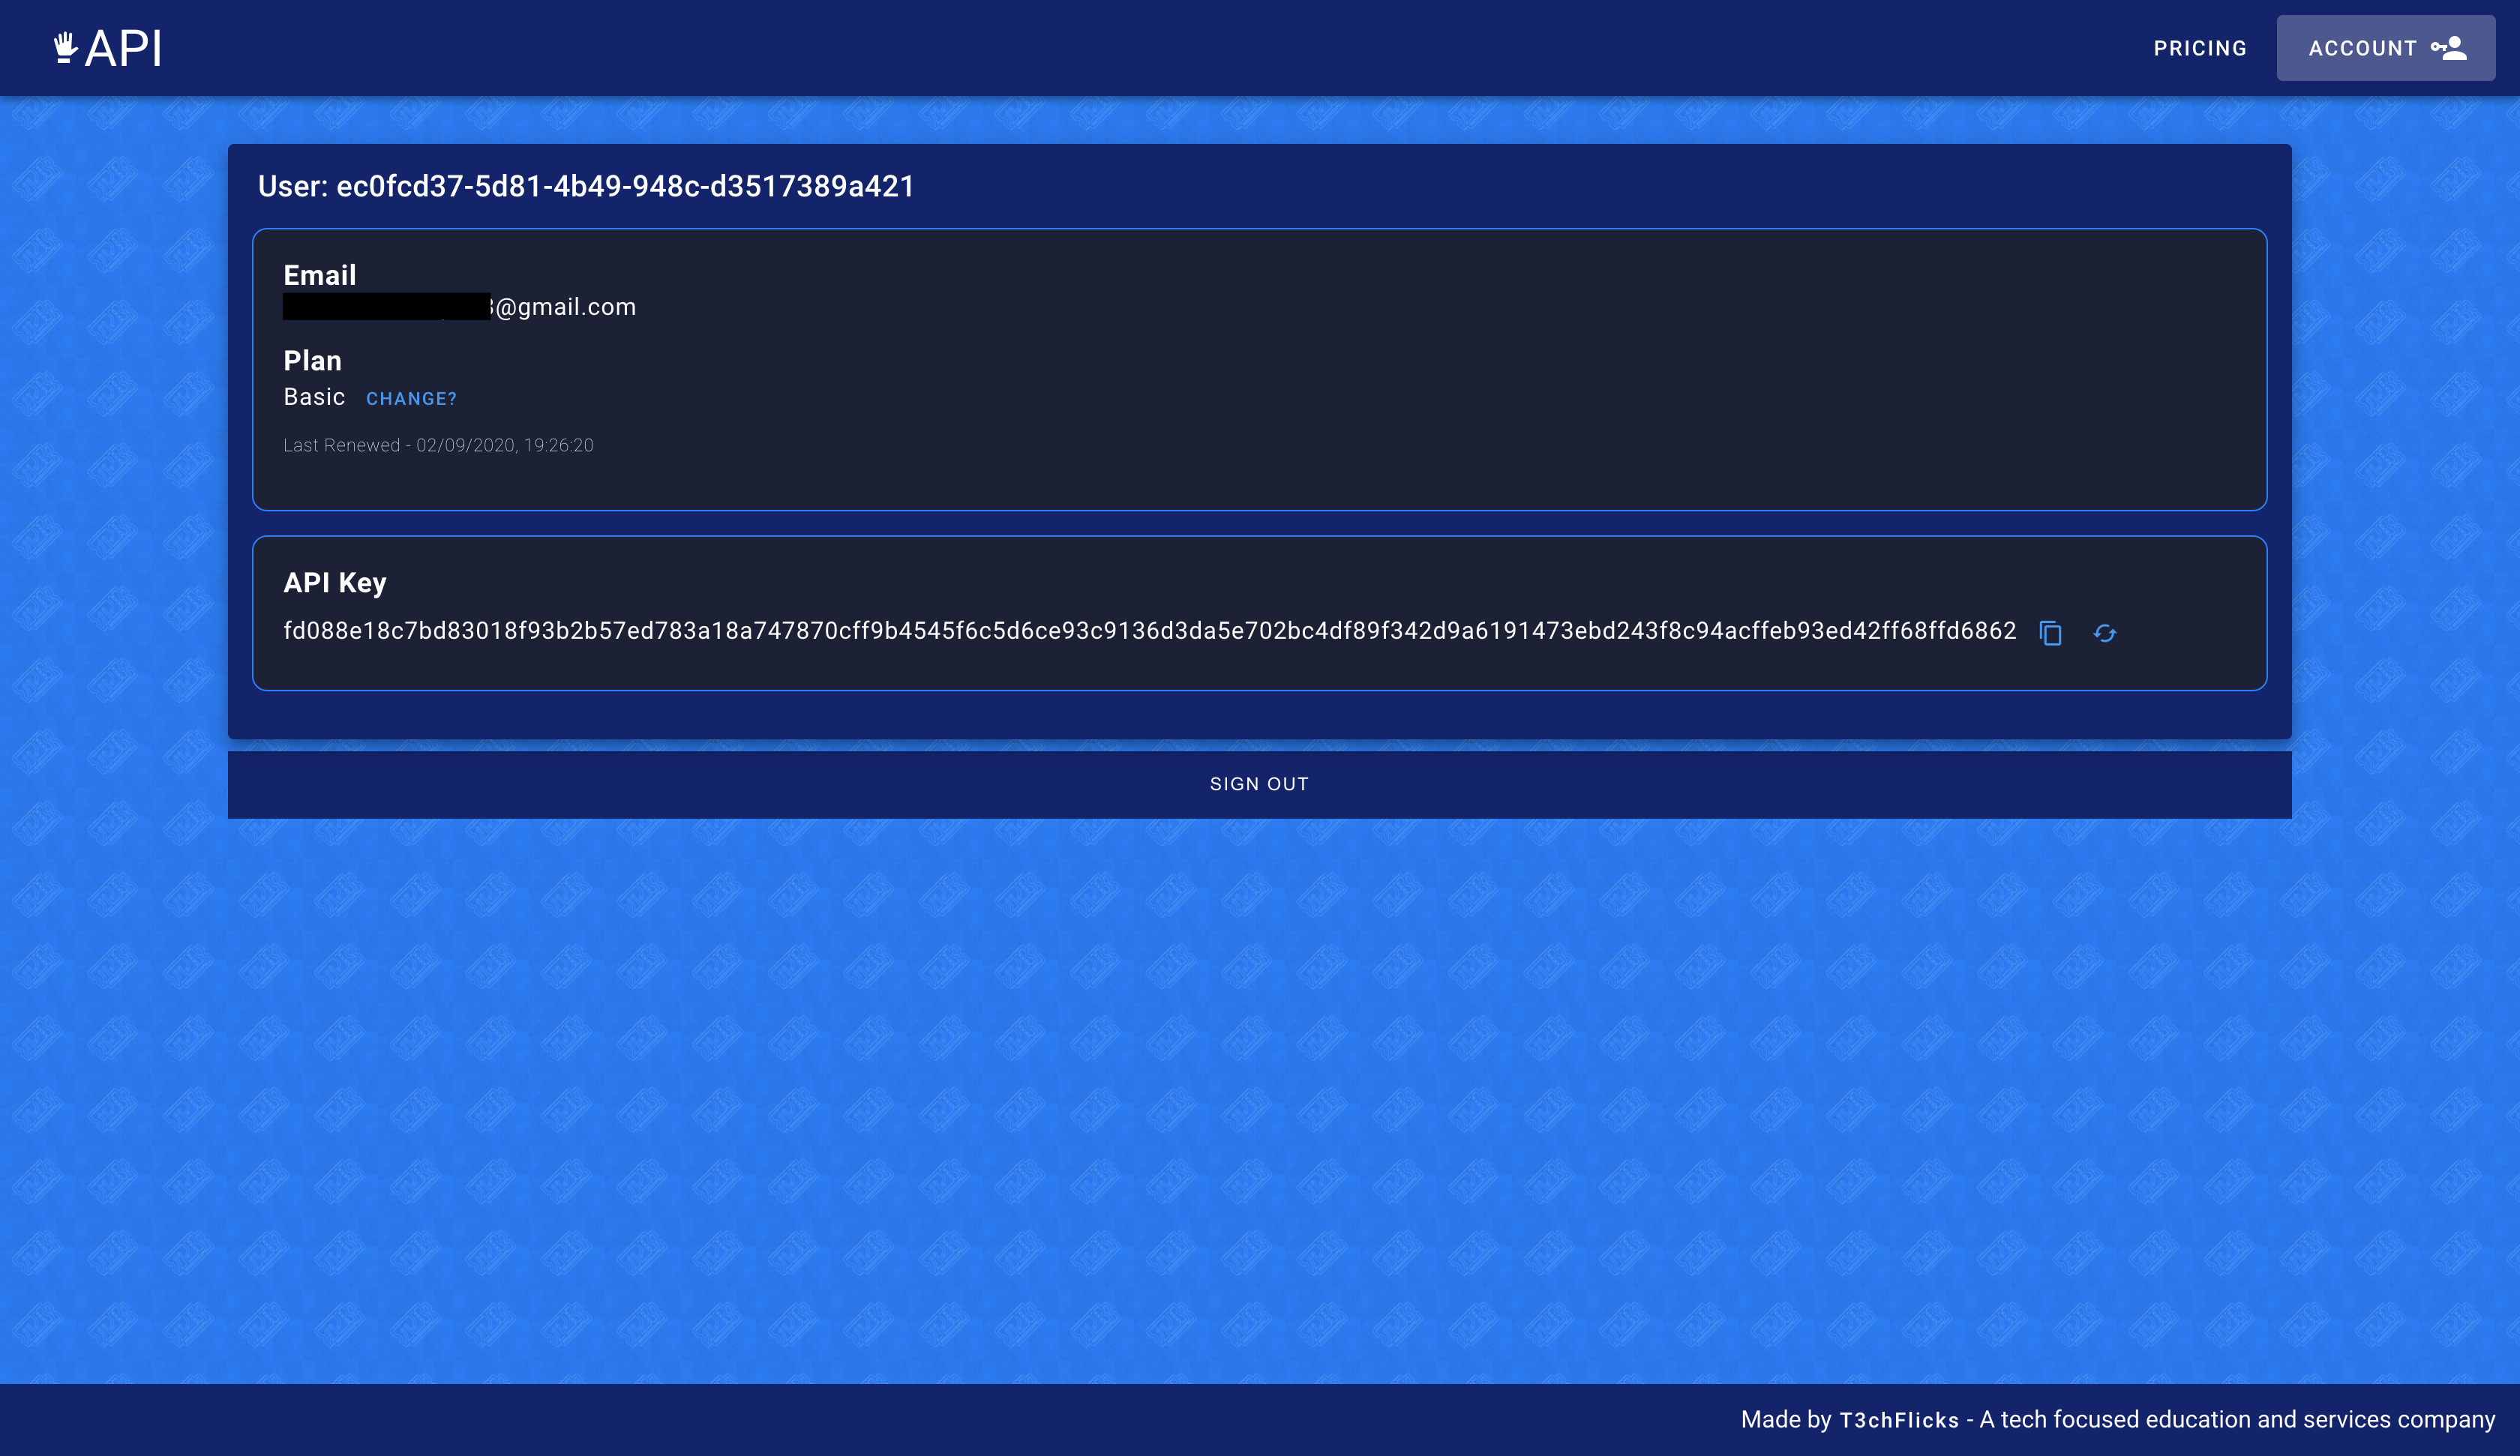 API
PRICING
ACCOUNT
User: ec0fcd37-5d81-4b49-948c-d3517389a421
Email
@gmail.com
Plan
Basic CHANGE?
Last Renewed - 02/09/2020, 19:26:20
API Key
fd088e18c7bd83018f93b2b57ed783a18a747870cff9b4545f6c5d6ce93c9136d3da5e702bc4df89f342d9a6191473ebd243f8c94acffeb93ed42ff68ffd6862
SIGN OUT
Made by T3chFlicks - A tech focused education and services company